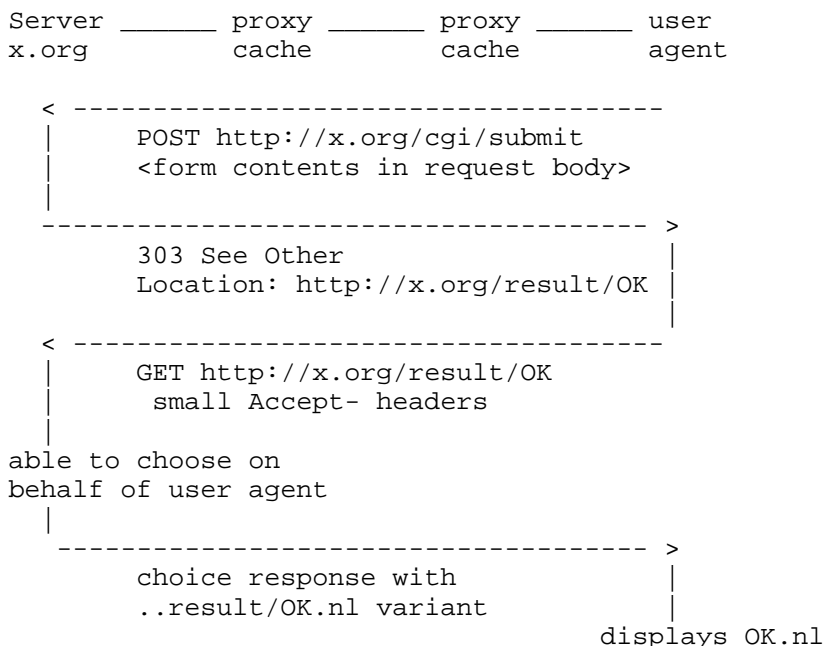 Server ______ proxy ______ proxy ______ user
x.org         cache        cache        agent

  < --------------------------------------
  |     POST http://x.org/cgi/submit
  |     <form contents in request body>
  |
  --------------------------------------- >
        303 See Other                     |
        Location: http://x.org/result/OK  |
                                          |
  < --------------------------------------
  |     GET http://x.org/result/OK
  |      small Accept- headers
  |
able to choose on
behalf of user agent
  |
   -------------------------------------- >
        choice response with              |
        ..result/OK.nl variant            |
                                     displays OK.nl